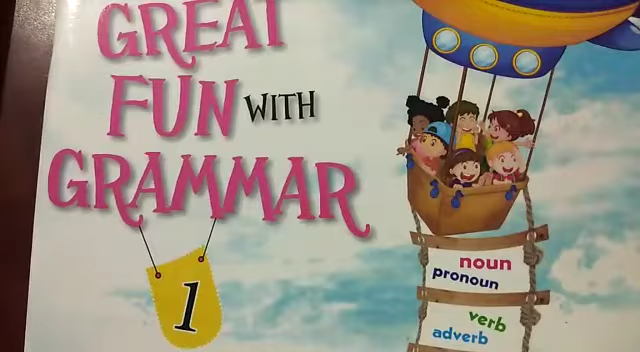 GREAT
FUN WITH
GRAMMAR
1
noun
pronoun
verb
adverb